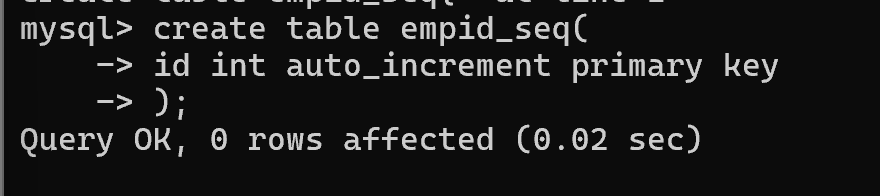 mysql> create table empid_seq(
    -> id int auto_increment primary key
    -> );
Query OK, 0 rows affected (0.02 sec)